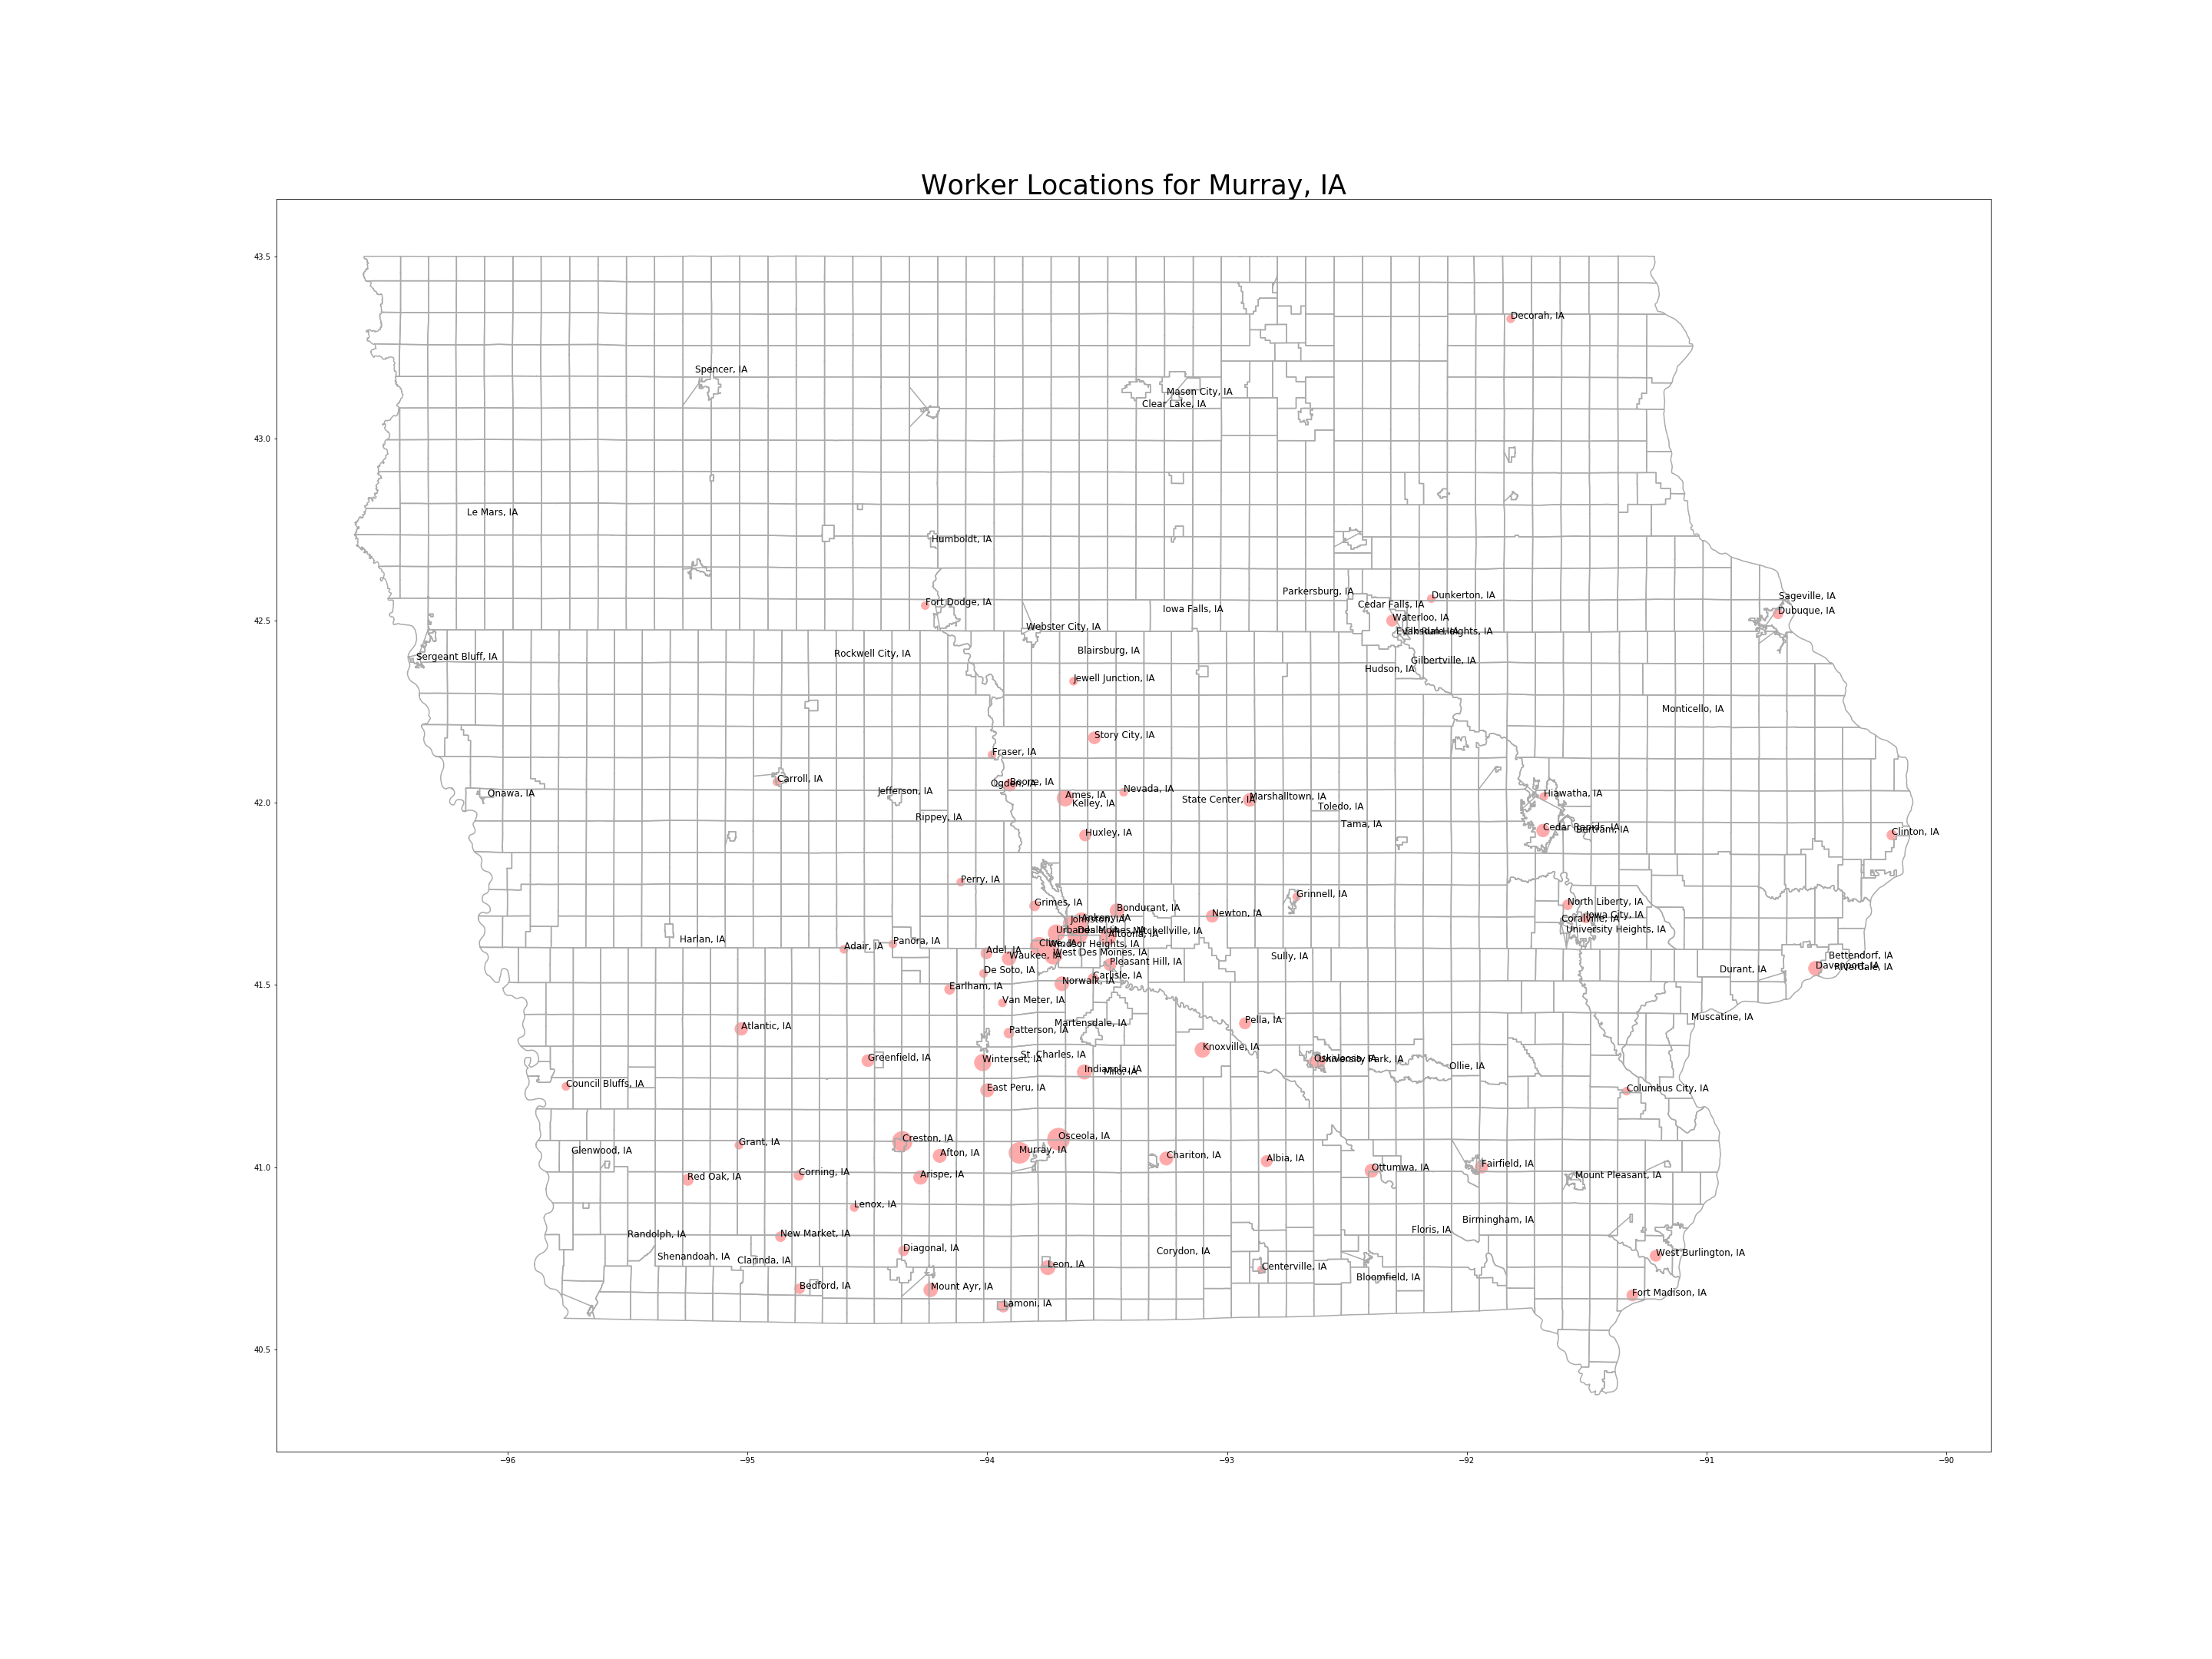 Worker Locations for Murray, IA
43.5
Decorah, IA
Spencer, IA
Mason City, IA
Clear Lake, IA
43.0
Le Mars, IA
Humboldt, IA
Parkersburg, IA
Dunkerton, IA
Sageville, IA
Fort Dodge, IA
Cedar Falls, IA
Iowa Falls, IA
Dubuque, IA
42.5
Waterloo, IA
Webster City, IA
Elk Run Heights, IA
Blairsburg, IA
Rockwell City, IA
Sergeant Bluff, IA
Gilbertville, IA
Hudson, IA
Jewell Junction, IA
Monticello, IA
Story City, IA
Fraser, IA
Carroll, IA
Boone, IA
Ogden, IA
Nevada, IA
Jefferson, IA
Onawa, IA
Ames, IA
Kelley, IA
State Center, IA
Marshalltown, IA
Hiawatha, IA
42.0
Toledo, IA
Rippey, IA
Tama, IA
Cedar Rapids, IA
Bertram, IA
Huxley, IA
Clinton, IA
Perry, IA
Grinnell, IA
Grimes, IA
North Liberty, IA
Bondurant, IA
Newton, IA
Iowa City, IA
Ankeny, IA
Johnston, IA
Coralville, IA
Des Moines, IA
Mitchellville, IA
Altoona, IA
University Heights, IA
Harlan, IA
Panora, IA
Clive, IA
Windsor Heights, IA
Adair, IA
Adel, IA
West Des Moines, IA
Waukee, IA
Sully, IA
Bettendorf, IA
Pleasant Hill, IA
Davenport, IA
Riverdale, IA
De Soto, IA
Durant, IA
Carlisle, IA
Norwalk, IA
41.5
Earlham, IA
Van Meter, IA
Muscatine, IA
Atlantic, IA
Martensdale, IA
Pella, IA
Patterson, IA
Knoxville, IA
St. Charles, IA
Greenfield, IA
Winterset, IA
Oskaloosa, IA
University Park, IA
Indianola, IA
Milo, IA
Ollie, IA
Council Bluffs, IA
East Peru, IA
Columbus City, IA
Creston, IA
Osceola, IA
Grant, IA
Glenwood, IA
Afton, IA
Murray, IA
Chariton, IA
Albia, IA
41.0
Ottumwa, IA
Fairfield, IA
Red Oak, IA
Corning, IA
Arispe, IA
Mount Pleasant, IA
Lenox, IA
Birmingham, IA
Randolph, IA
New Market, IA
Floris, IA
Diagonal, IA
Corydon, IA
Shenandoah, IA
Clarinda, IA
West Burlington, IA
Leon, IA
Centerville, IA
Bloomfield, IA
Bedford, IA
Mount Ayr, IA
Fort Madison, IA
Lamoni, IA
40.5
−96
−95
−94
−93
−92
−91
−90